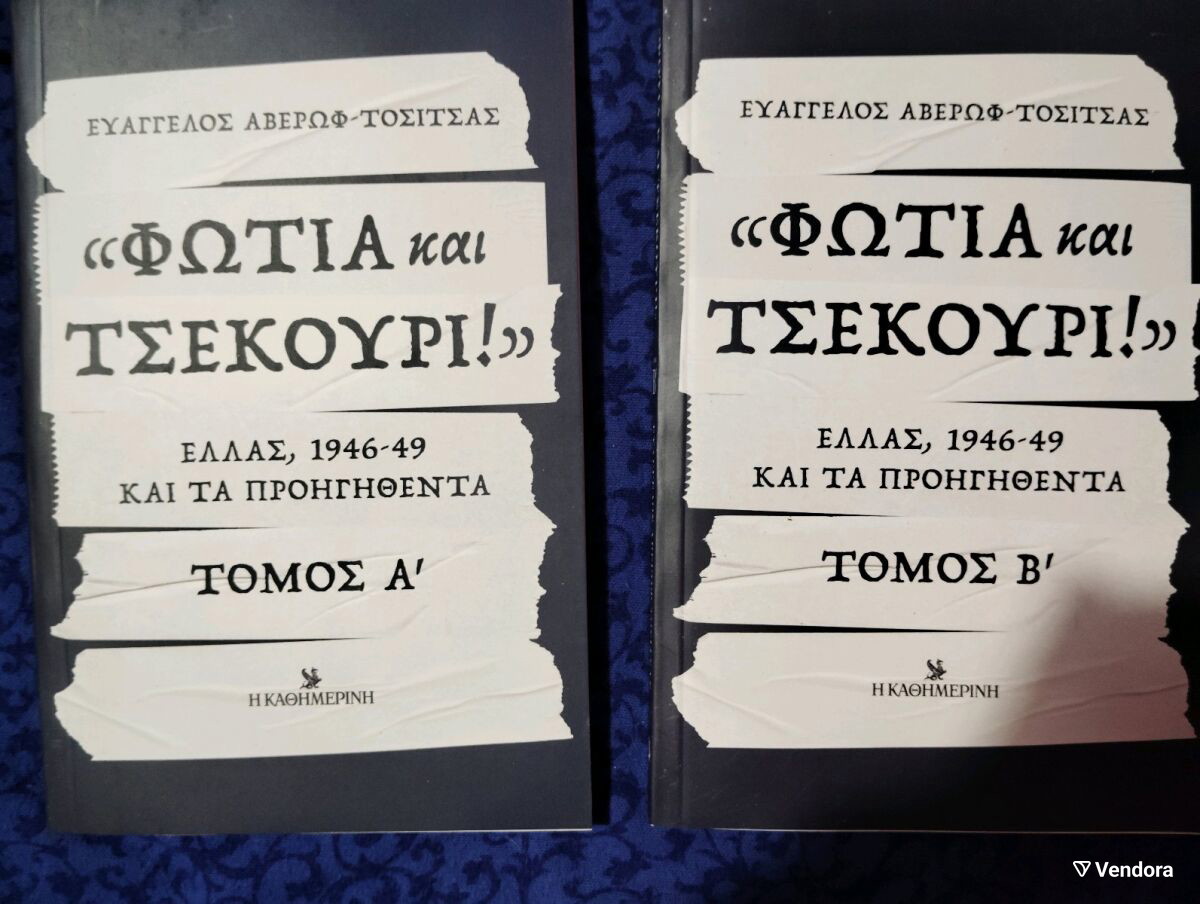 ΕΥΑΓΓΕΛΟΣ ΑΒΕΡΩΦ-ΤΟΣΙΤΣΑΣ
«ΦΩΤΙΑ και
ΤΣΕΚΟΥΡΙ!»
ΕΛΛΑΣ, 1946-49
ΚΑΙ ΤΑ ΠΡΟΗΓΗΘΕΝΤΑ
ΤΟΜΟΣ Α'
Η ΚΑΘΗΜΕΡΙΝΗ
ΕΥΑΓΓΕΛΟΣ ΑΒΕΡΩΦ-ΤΟΣΙΤΣΑΣ
«ΦΩΤΙΑ και
ΤΣΕΚΟΥΡΙ!»
ΕΛΛΑΣ, 1946-49
ΚΑΙ ΤΑ ΠΡΟΗΓΗΘΕΝΤΑ
ΤΟΜΟΣ Β'
Η ΚΑΘΗΜΕΡΙΝΗ
Vendora